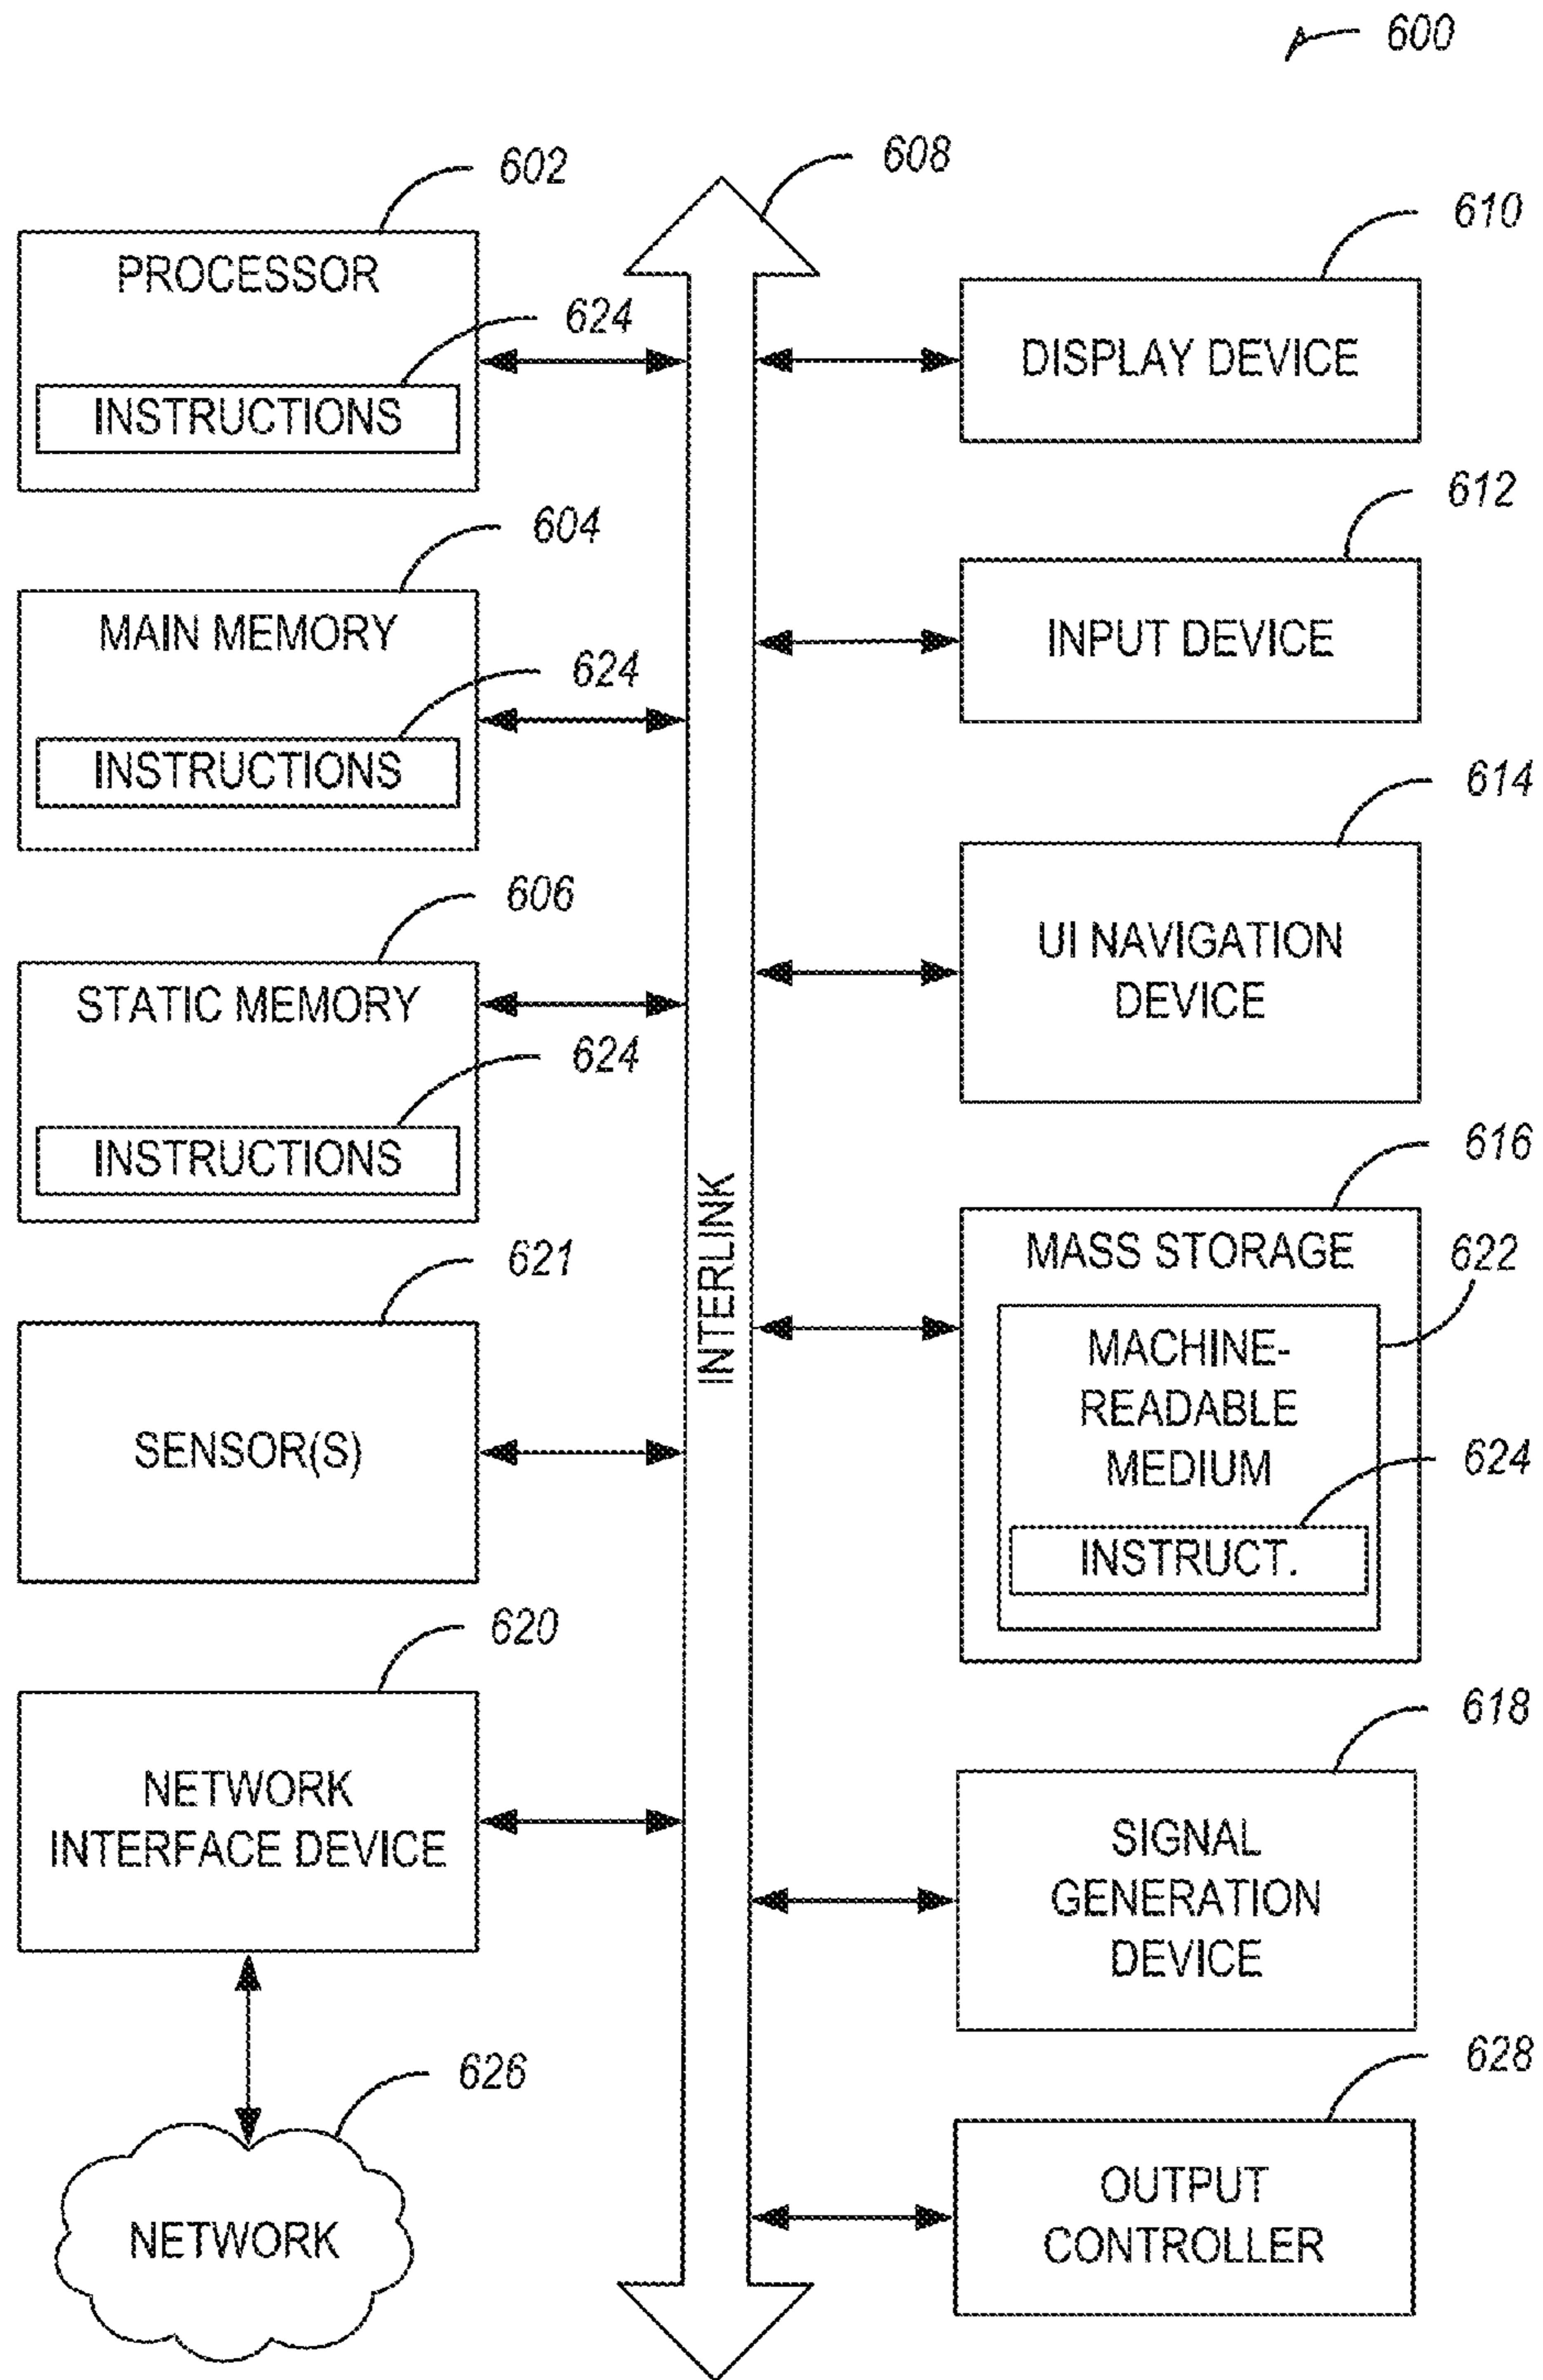 600
602
PROCESSOR
624
INSTRUCTIONS
604
MAIN MEMORY
624
INSTRUCTIONS
606
STATIC MEMORY
624
INSTRUCTIONS
621
SENSOR(S)
620
NETWORK
INTERFACE DEVICE
626
NETWORK
608
INTERLINK
610
DISPLAY DEVICE
612
INPUT DEVICE
614
UI NAVIGATION
DEVICE
616
MASS STORAGE
622
MACHINE-
READABLE
MEDIUM
624
INSTRUCT.
618
SIGNAL
GENERATION
DEVICE
628
OUTPUT
CONTROLLER